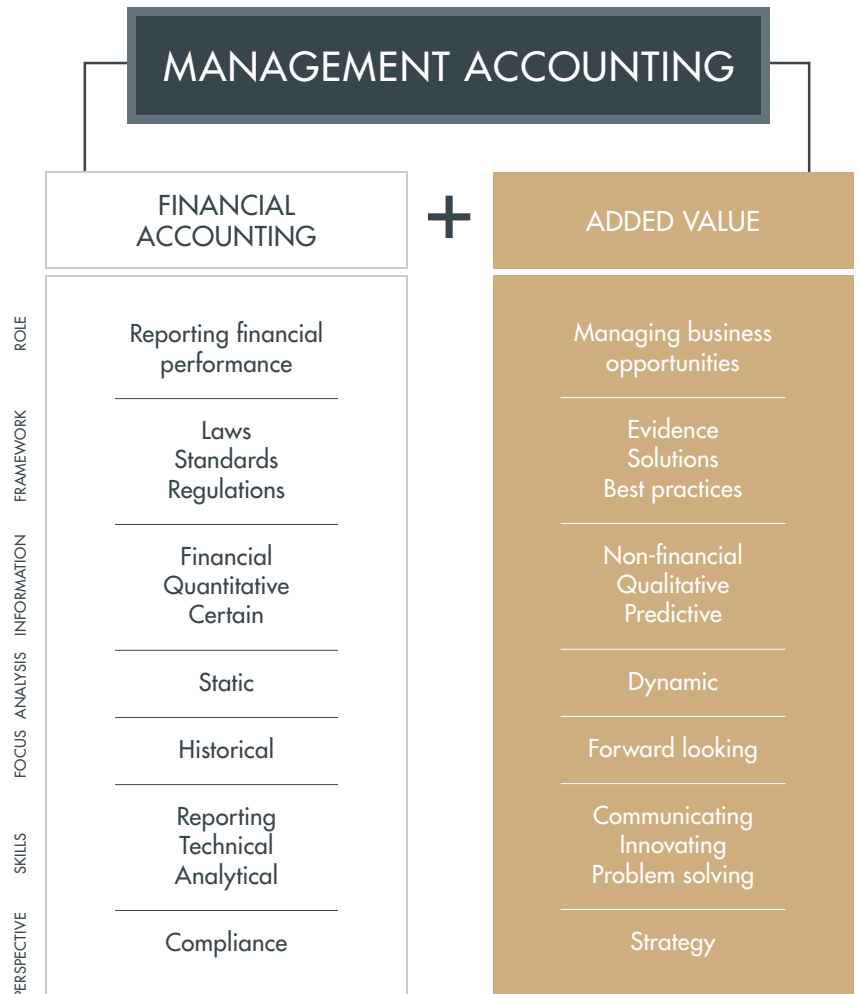 MANAGEMENT ACCOUNTING
FINANCIAL
ACCOUNTING
+
ADDED VALUE
ROLE
Reporting financial
performance
Managing business
opportunities
FRAMEWORK
Laws
Standards
Regulations
Evidence
Solutions
Best practices
INFORMATION
Financial
Quantitative
Certain
Non-financial
Qualitative
Predictive
ANALYSIS
Static
Dynamic
FOCUS
Historical
Forward looking
SKILLS
Reporting
Technical
Analytical
Communicating
Innovating
Problem solving
PERSPECTIVE
Compliance
Strategy